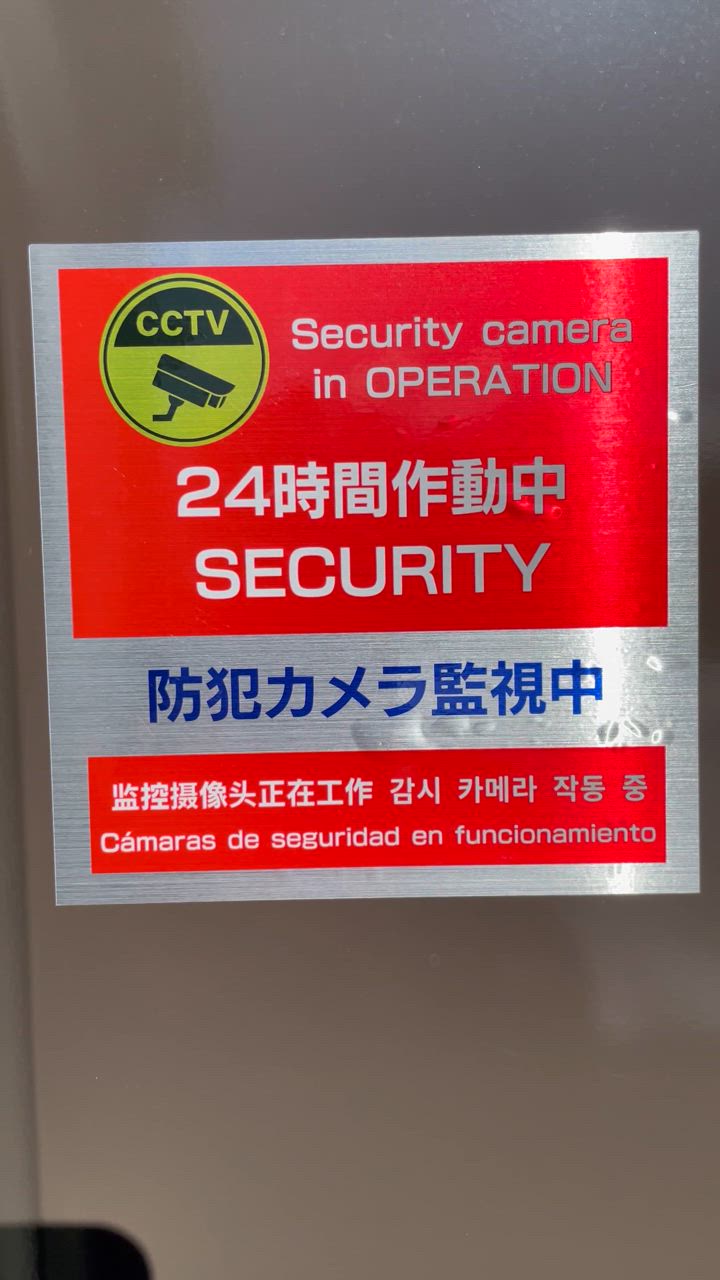 CCTV
Security camera
in OPERATION
24時間作動中
SECURITY
防犯カメラ監視中
监控摄像头正在工作 감시 카메라 작동 중
Cámaras de seguridad en funcionamiento